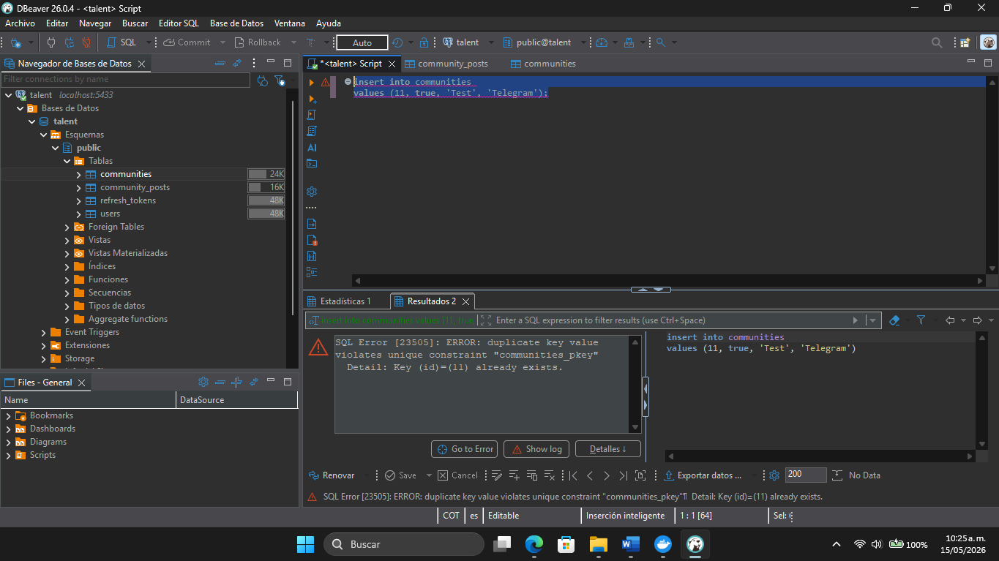 DBeaver 26.0.4 - <talent> Script
Archivo Editar Navegar Buscar Editor SQL Base de Datos Ventana Ayuda
SQL Commit Rollback T Auto talent public@talent
Navegador de Bases de Datos
*<talent> Script community_posts communities
Filter connections by name
talent localhost:5433
Bases de Datos
talent
Esquemas
public
Tablas
communities 24K
community_posts 16K
refresh_tokens 48K
users 48K
Foreign Tables
Vistas
Vistas Materializadas
Índices
Funciones
Secuencias
Tipos de datos
Aggregate functions
Event Triggers
Extensiones
Storage
insert into communities
values (11, true, 'Test', 'Telegram');
AI
Files - General
Name DataSource
Bookmarks
Dashboards
Diagrams
Scripts
Estadísticas 1 Resultados 2
insert into communities values (11, true, Enter a SQL expression to filter results (use Ctrl+Space)
SQL Error [23505]: ERROR: duplicate key value
violates unique constraint "communities_pkey"
Detail: Key (id)=(11) already exists.
insert into communities
values (11, true, 'Test', 'Telegram')
Go to Error Show log Detalles ↓
Renovar Save Cancel Exportar datos ... 200 No Data
SQL Error [23505]: ERROR: duplicate key value violates unique constraint "communities_pkey"¶ Detail: Key (id)=(11) already exists.
COT es Editable Inserción inteligente 1 : 1 [64] Sel:
Buscar
100%
10:25 a. m.
15/05/2026